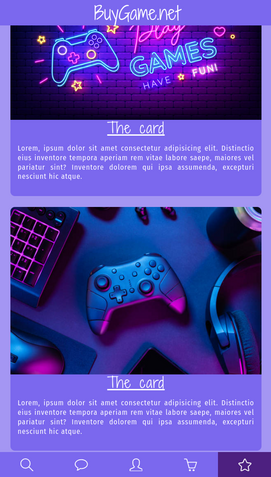 BuyGame.net
Play
GAMES
HAVE FUN!
The card
Lorem, ipsum dolor sit amet consectetur adipisicing elit. Distinctio
eius inventore tempora aperiam rem vitae labore saepe, maiores vel
pariatur sint? Inventore dolorem qui ipsa assumenda, excepturi
nesciunt hic atque.
The card
Lorem, ipsum dolor sit amet consectetur adipisicing elit. Distinctio
eius inventore tempora aperiam rem vitae labore saepe, maiores vel
pariatur sint? Inventore dolorem qui ipsa assumenda, excepturi
nesciunt hic atque.